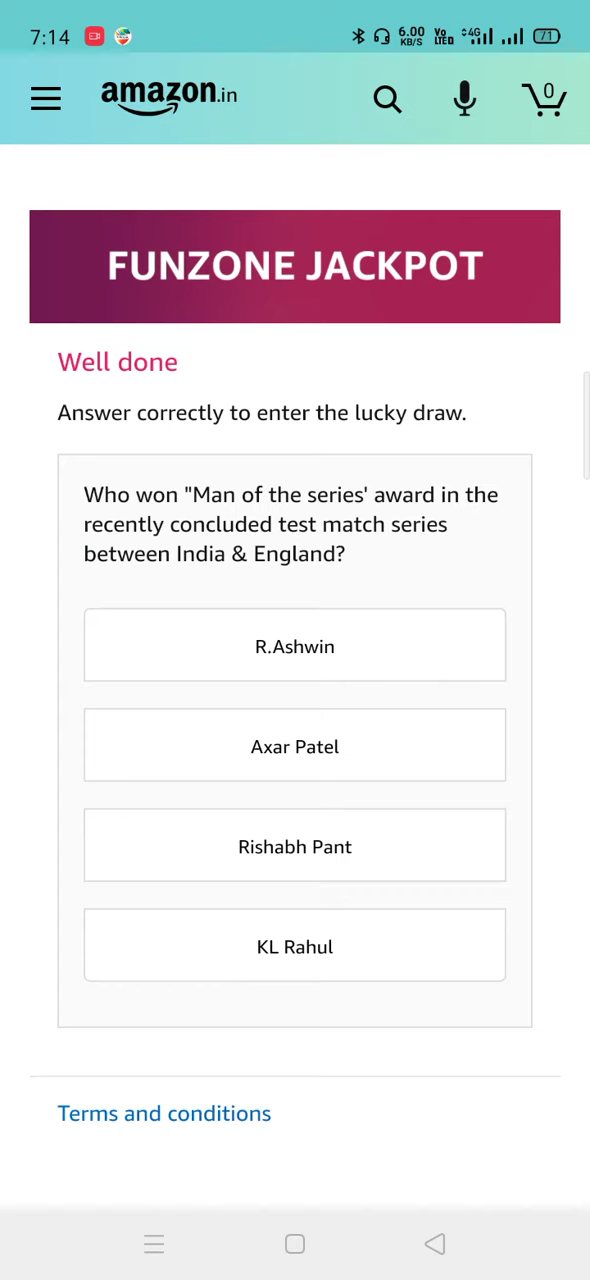 7:14 6.00 KB/S VO LTED 4G 71
amazon.in 0
FUNZONE JACKPOT
Well done
Answer correctly to enter the lucky draw.
Who won "Man of the series' award in the
recently concluded test match series
between India & England?
R.Ashwin
Axar Patel
Rishabh Pant
KL Rahul
Terms and conditions